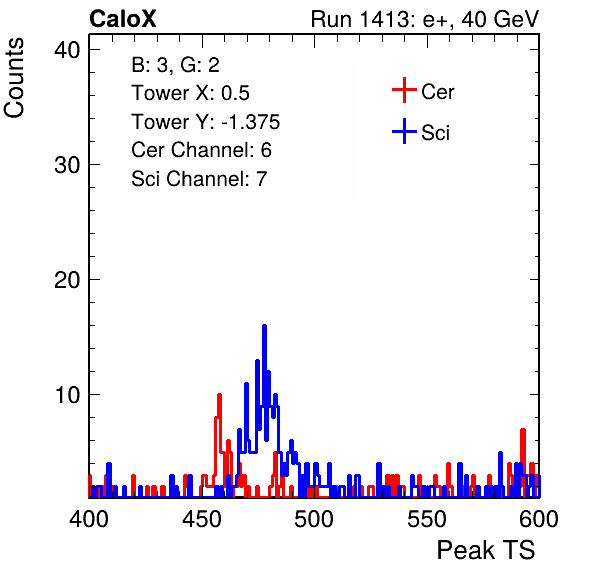 CaloX Run 1413: e+, 40 GeV
Counts
40
30
20
10
B: 3, G: 2
Tower X: 0.5
Tower Y: -1.375
Cer Channel: 6
Sci Channel: 7
Cer
Sci
400 450 500 550 600
Peak TS